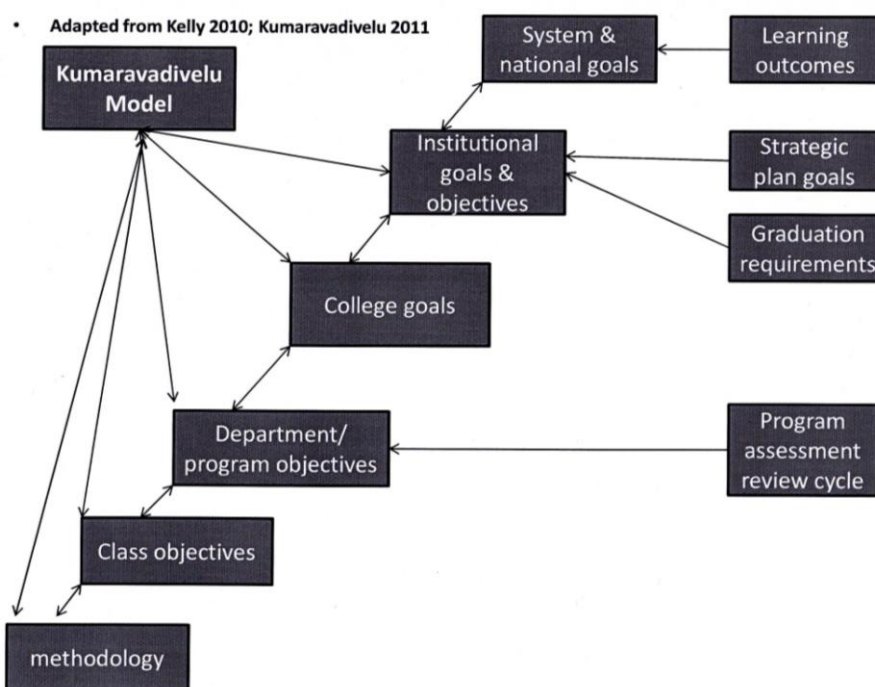 • Adapted from Kelly 2010; Kumaravadivelu 2011
System &
national goals
Learning
outcomes
Kumaravadivelu
Model
Institutional
goals &
objectives
Strategic
plan goals
Graduation
requirements
College goals
Department/
program objectives
Program
assessment
review cycle
Class objectives
methodology